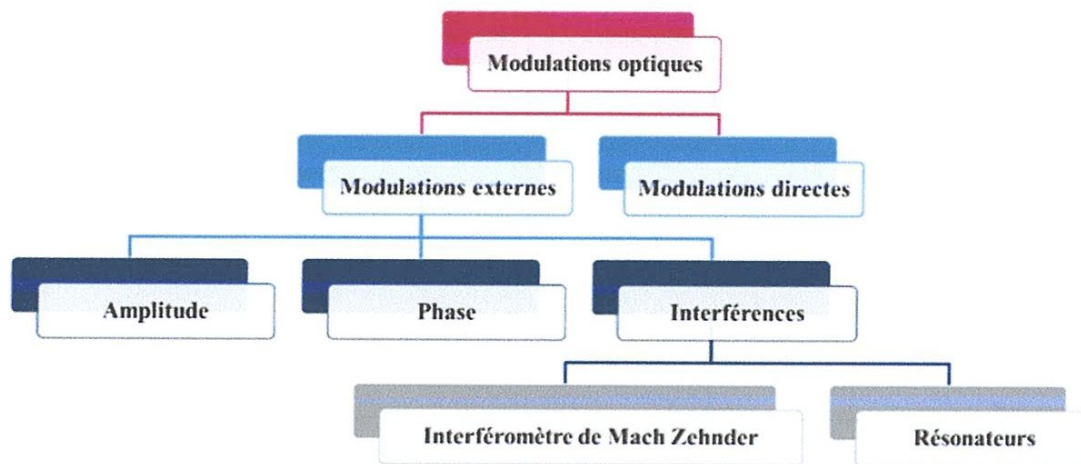 Modulations optiques
Modulations externes
Modulations directes
Amplitude
Phase
Interférences
Interféromètre de Mach Zehnder
Résonateurs